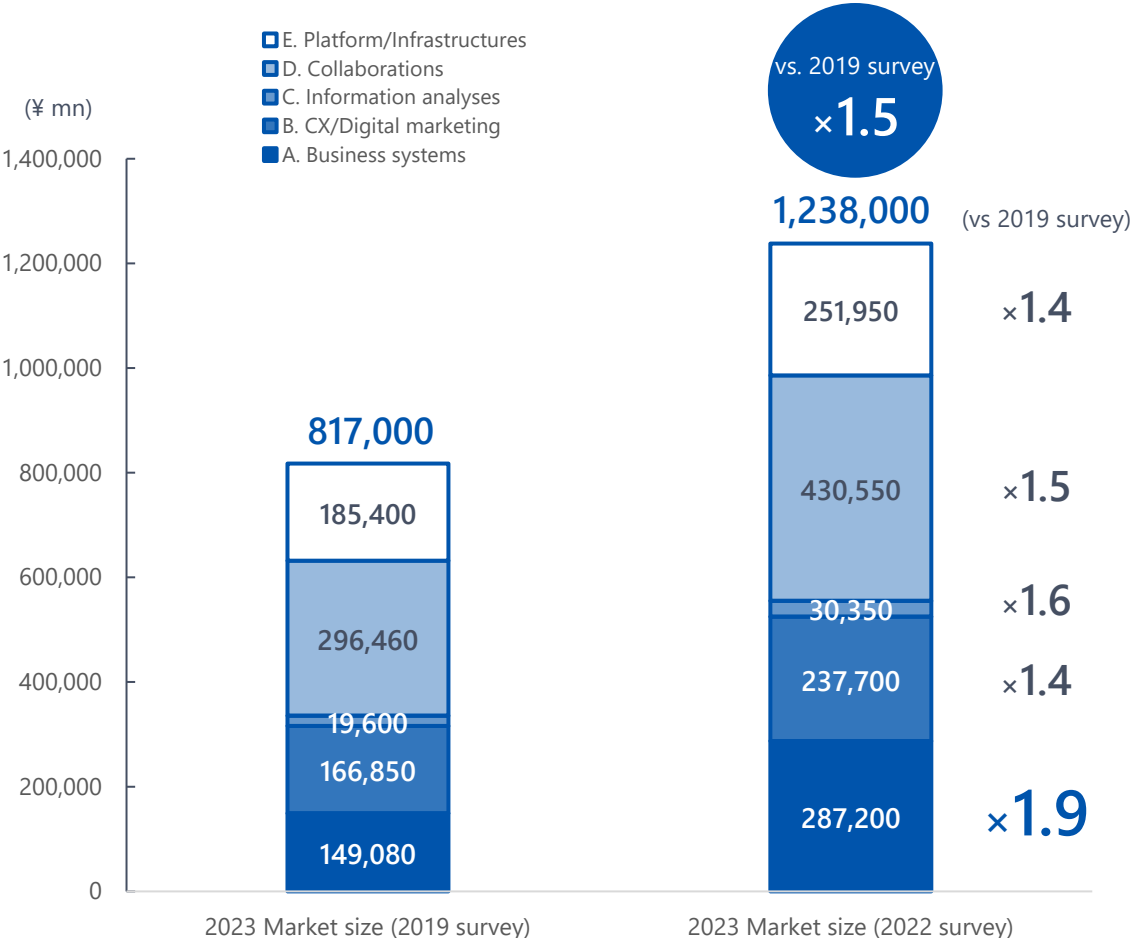 E. Platform/Infrastructures
D. Collaborations
C. Information analyses
B. CX/Digital marketing
A. Business systems
vs. 2019 survey
×1.5
(¥ mn)
1,400,000
1,200,000
1,000,000
800,000
600,000
400,000
200,000
0
817,000
185,400
296,460
19,600
166,850
149,080
1,238,000
(vs 2019 survey)
251,950
×1.4
430,550
×1.5
30,350
×1.6
237,700
×1.4
287,200
×1.9
2023 Market size (2019 survey)
2023 Market size (2022 survey)